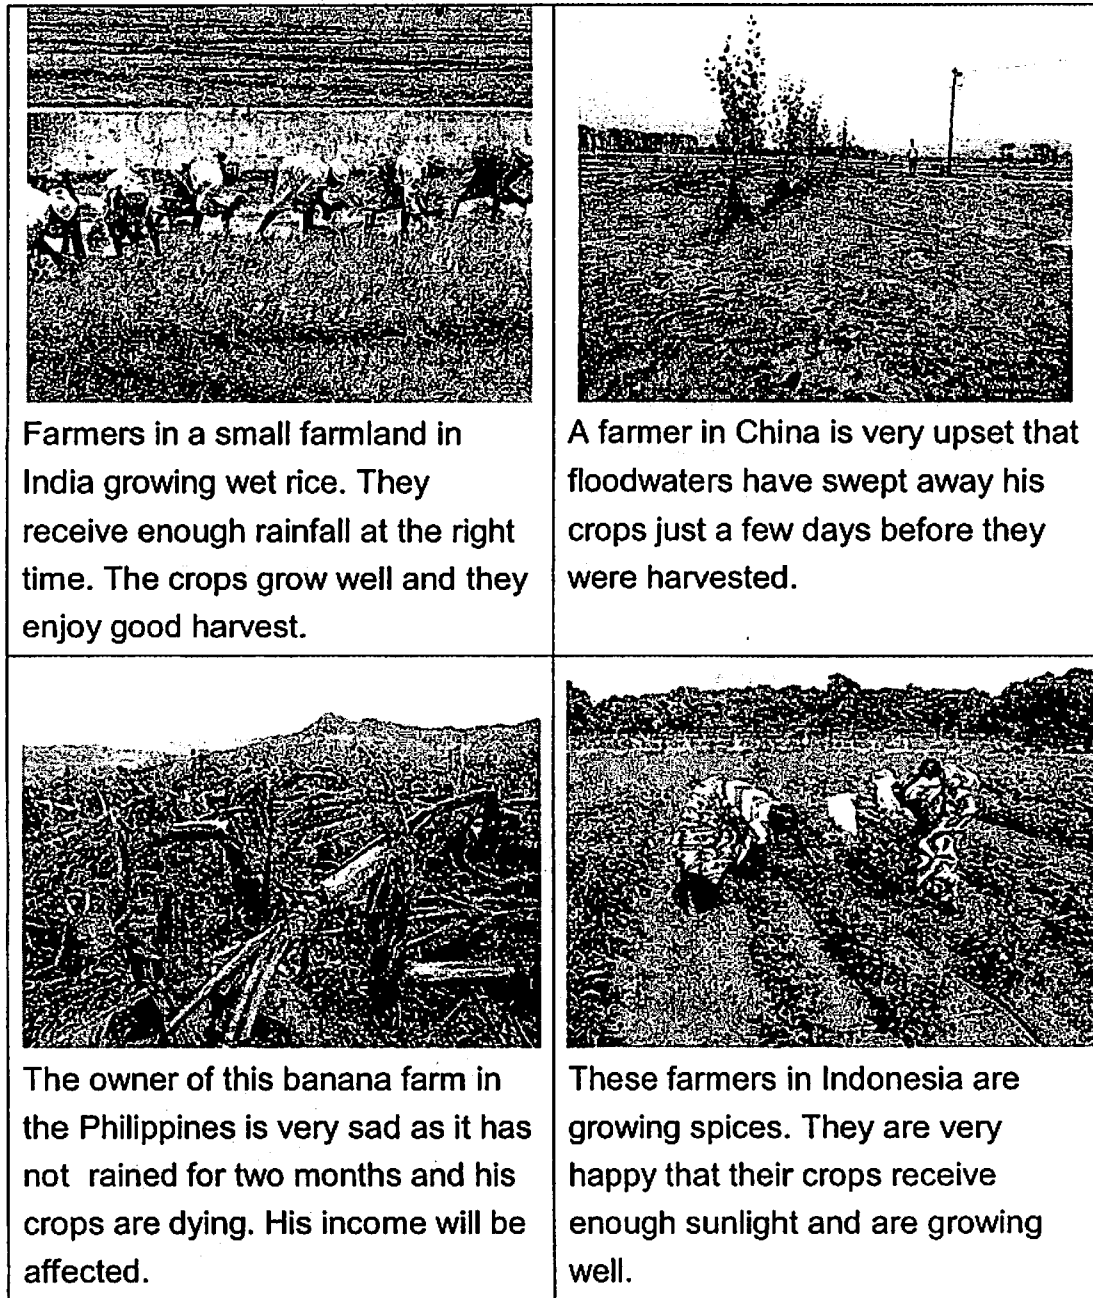 Farmers in a small farmland in
India growing wet rice. They
receive enough rainfall at the right
time. The crops grow well and they
enjoy good harvest.
A farmer in China is very upset that
floodwaters have swept away his
crops just a few days before they
were harvested.
The owner of this banana farm in
the Philippines is very sad as it has
not rained for two months and his
crops are dying. His income will be
affected.
These farmers in Indonesia are
growing spices. They are very
happy that their crops receive
enough sunlight and are growing
well.